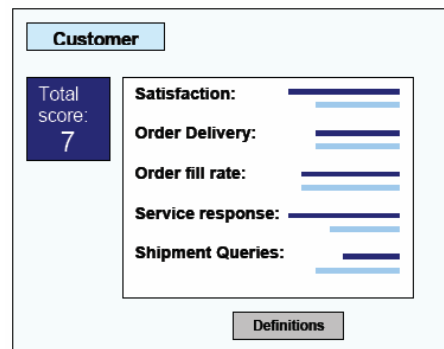 Customer
Total
score:
7
Satisfaction:
Order Delivery:
Order fill rate:
Service response:
Shipment Queries:
Definitions